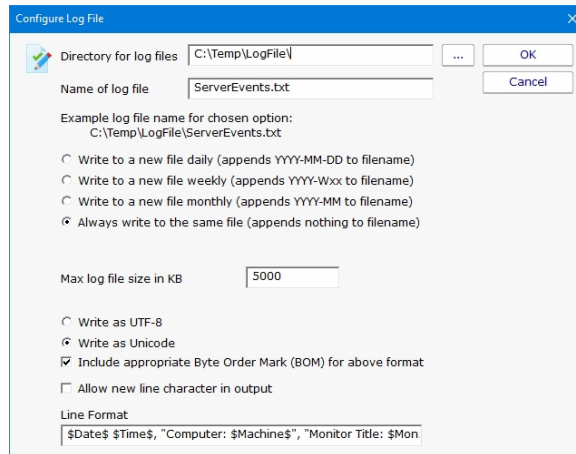 Configure Log File
Directory for log files C:\Temp\LogFile\ ... OK
Name of log file ServerEvents.txt Cancel
Example log file name for chosen option:
C:\Temp\LogFile\ServerEvents.txt
Write to a new file daily (appends YYYY-MM-DD to filename)
Write to a new file weekly (appends YYYY-Wxx to filename)
Write to a new file monthly (appends YYYY-MM to filename)
Always write to the same file (appends nothing to filename)
Max log file size in KB 5000
Write as UTF-8
Write as Unicode
Include appropriate Byte Order Mark (BOM) for above format
Allow new line character in output
Line Format
$Date$ $Time$, "Computer: $Machine$", "Monitor Title: $Mon